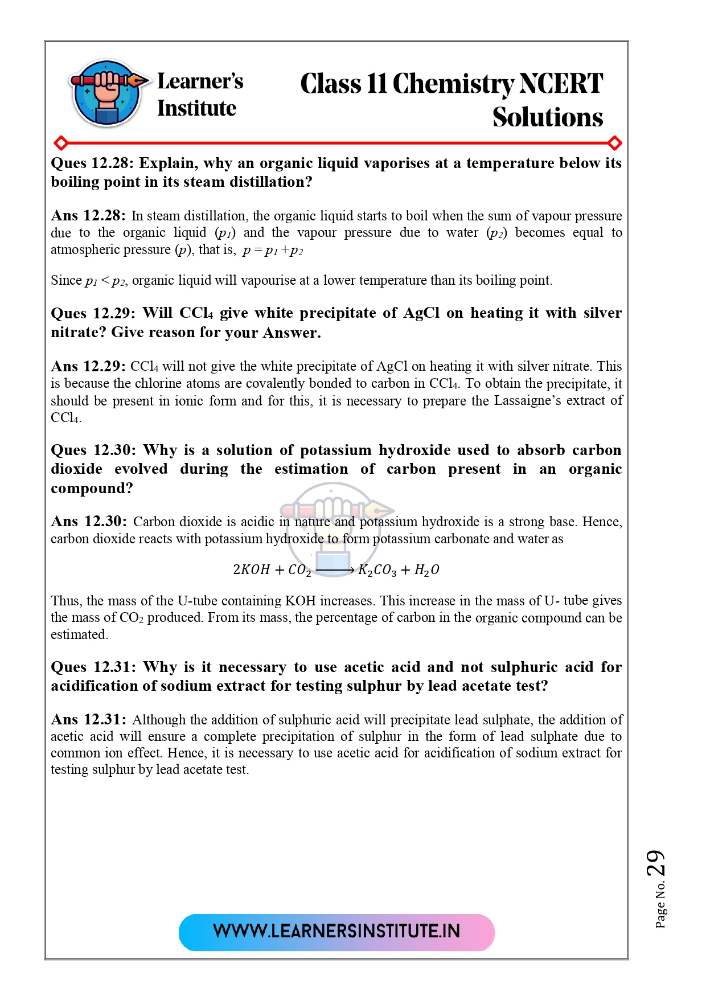 Learner's
Institute
Class 11 Chemistry NCERT
Solutions
Ques 12.28: Explain, why an organic liquid vaporises at a temperature below its
boiling point in its steam distillation?
Ans 12.28: In steam distillation, the organic liquid starts to boil when the sum of vapour pressure
due to the organic liquid (p₁) and the vapour pressure due to water (p₂) becomes equal to
atmospheric pressure (p), that is, p = p₁ +p₂
Since p₁ < p₂, organic liquid will vapourise at a lower temperature than its boiling point.
Ques 12.29: Will CCl₄ give white precipitate of AgCl on heating it with silver
nitrate? Give reason for your Answer.
Ans 12.29: CCl₄ will not give the white precipitate of AgCl on heating it with silver nitrate. This
is because the chlorine atoms are covalently bonded to carbon in CCl₄. To obtain the precipitate, it
should be present in ionic form and for this, it is necessary to prepare the Lassaigne's extract of
CCl₄.
Ques 12.30: Why is a solution of potassium hydroxide used to absorb carbon
dioxide evolved during the estimation of carbon present in an organic
compound?
Ans 12.30: Carbon dioxide is acidic in nature and potassium hydroxide is a strong base. Hence,
carbon dioxide reacts with potassium hydroxide to form potassium carbonate and water as
2KOH + CO₂ ⟶ K₂CO₃ + H₂O
Thus, the mass of the U-tube containing KOH increases. This increase in the mass of U- tube gives
the mass of CO₂ produced. From its mass, the percentage of carbon in the organic compound can be
estimated.
Ques 12.31: Why is it necessary to use acetic acid and not sulphuric acid for
acidification of sodium extract for testing sulphur by lead acetate test?
Ans 12.31: Although the addition of sulphuric acid will precipitate lead sulphate, the addition of
acetic acid will ensure a complete precipitation of sulphur in the form of lead sulphate due to
common ion effect. Hence, it is necessary to use acetic acid for acidification of sodium extract for
testing sulphur by lead acetate test.
Page No. 29
WWW.LEARNERSINSTITUTE.IN